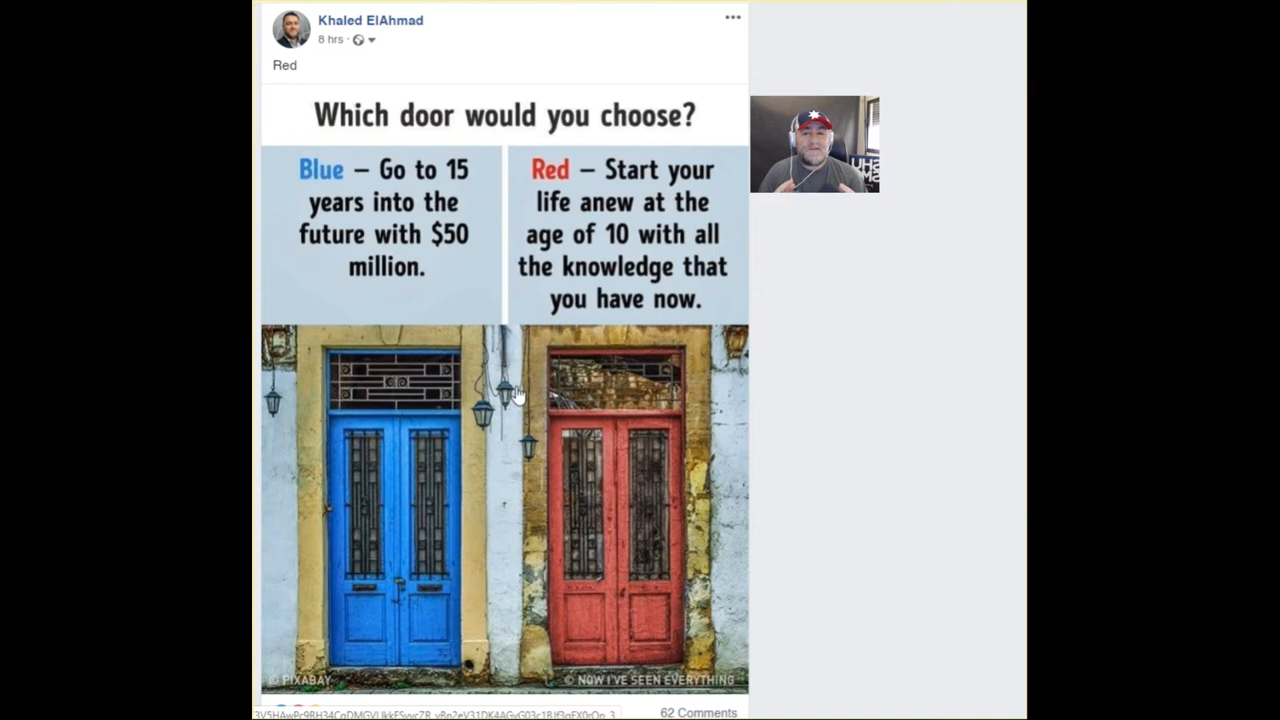 Khaled ElAhmad
8 hrs ·
Red
Which door would you choose?
Blue – Go to 15
years into the
future with $50
million.
Red – Start your
life anew at the
age of 10 with all
the knowledge that
you have now.
© PIXABAY
© NOW I'VE SEEN EVERYTHING
62 Comments